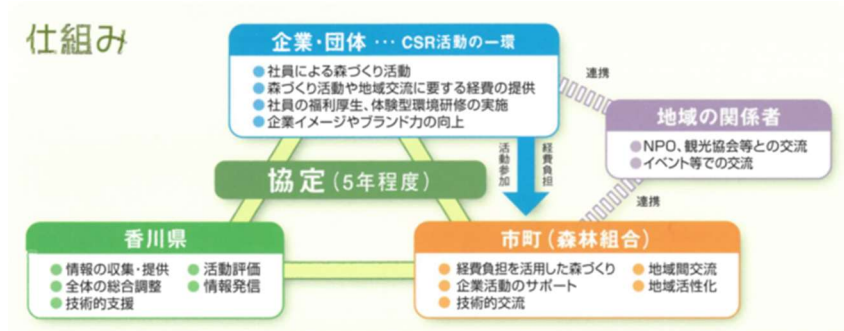 仕組み
企業・団体 … CSR活動の一環
●社員による森づくり活動
●森づくり活動や地域交流に要する経費の提供
●社員の福利厚生、体験型環境研修の実施
●企業イメージやブランド力の向上
連携
地域の関係者
●NPO、観光協会等との交流
●イベント等での交流
活動参加
経費負担
協定(5年程度)
連携
香川県
●情報の収集・提供 ●活動評価
●全体の総合調整 ●情報発信
●技術的支援
市町(森林組合)
●経費負担を活用した森づくり ●地域間交流
●企業活動のサポート ●地域活性化
●技術的交流